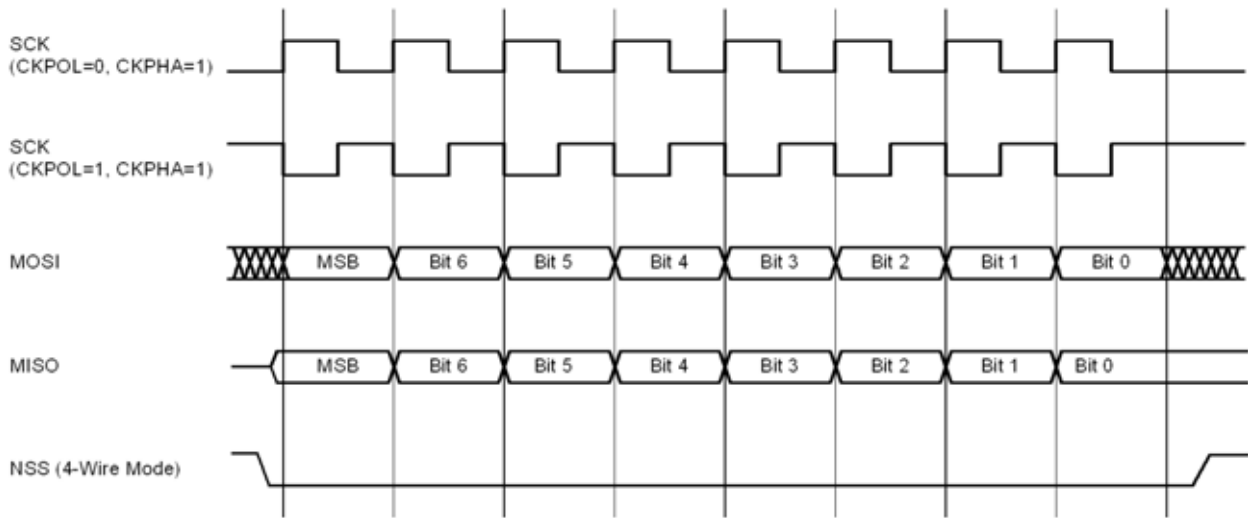 SCK
(CKPOL=0, CKPHA=1)
SCK
(CKPOL=1, CKPHA=1)
MOSI
MSB Bit 6 Bit 5 Bit 4 Bit 3 Bit 2 Bit 1 Bit 0
MISO
MSB Bit 6 Bit 5 Bit 4 Bit 3 Bit 2 Bit 1 Bit 0
NSS (4-Wire Mode)